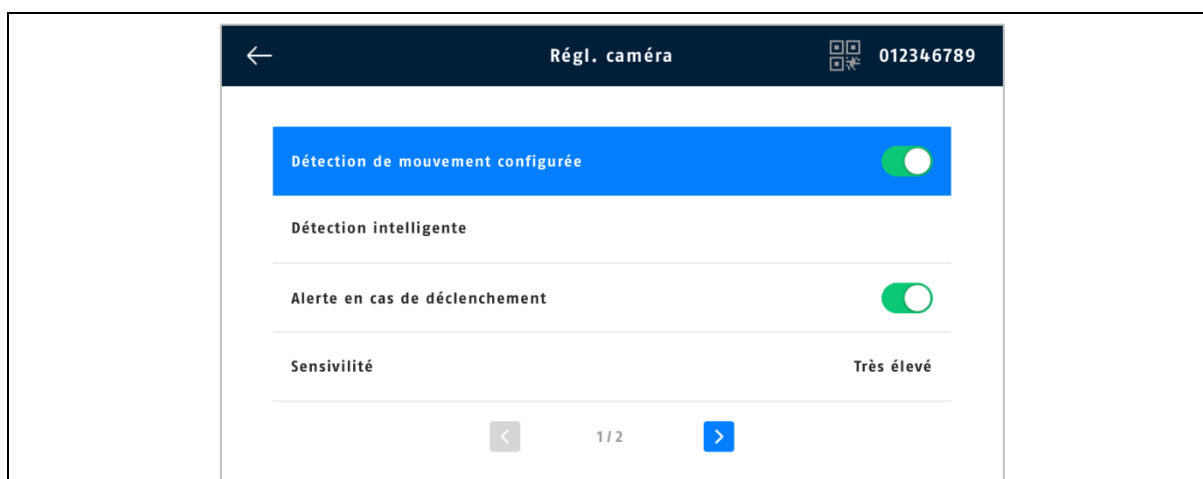 Régl. caméra 012346789
Détection de mouvement configurée
Détection intelligente
Alerte en cas de déclenchement
Sensivilité Très élevé
1 / 2